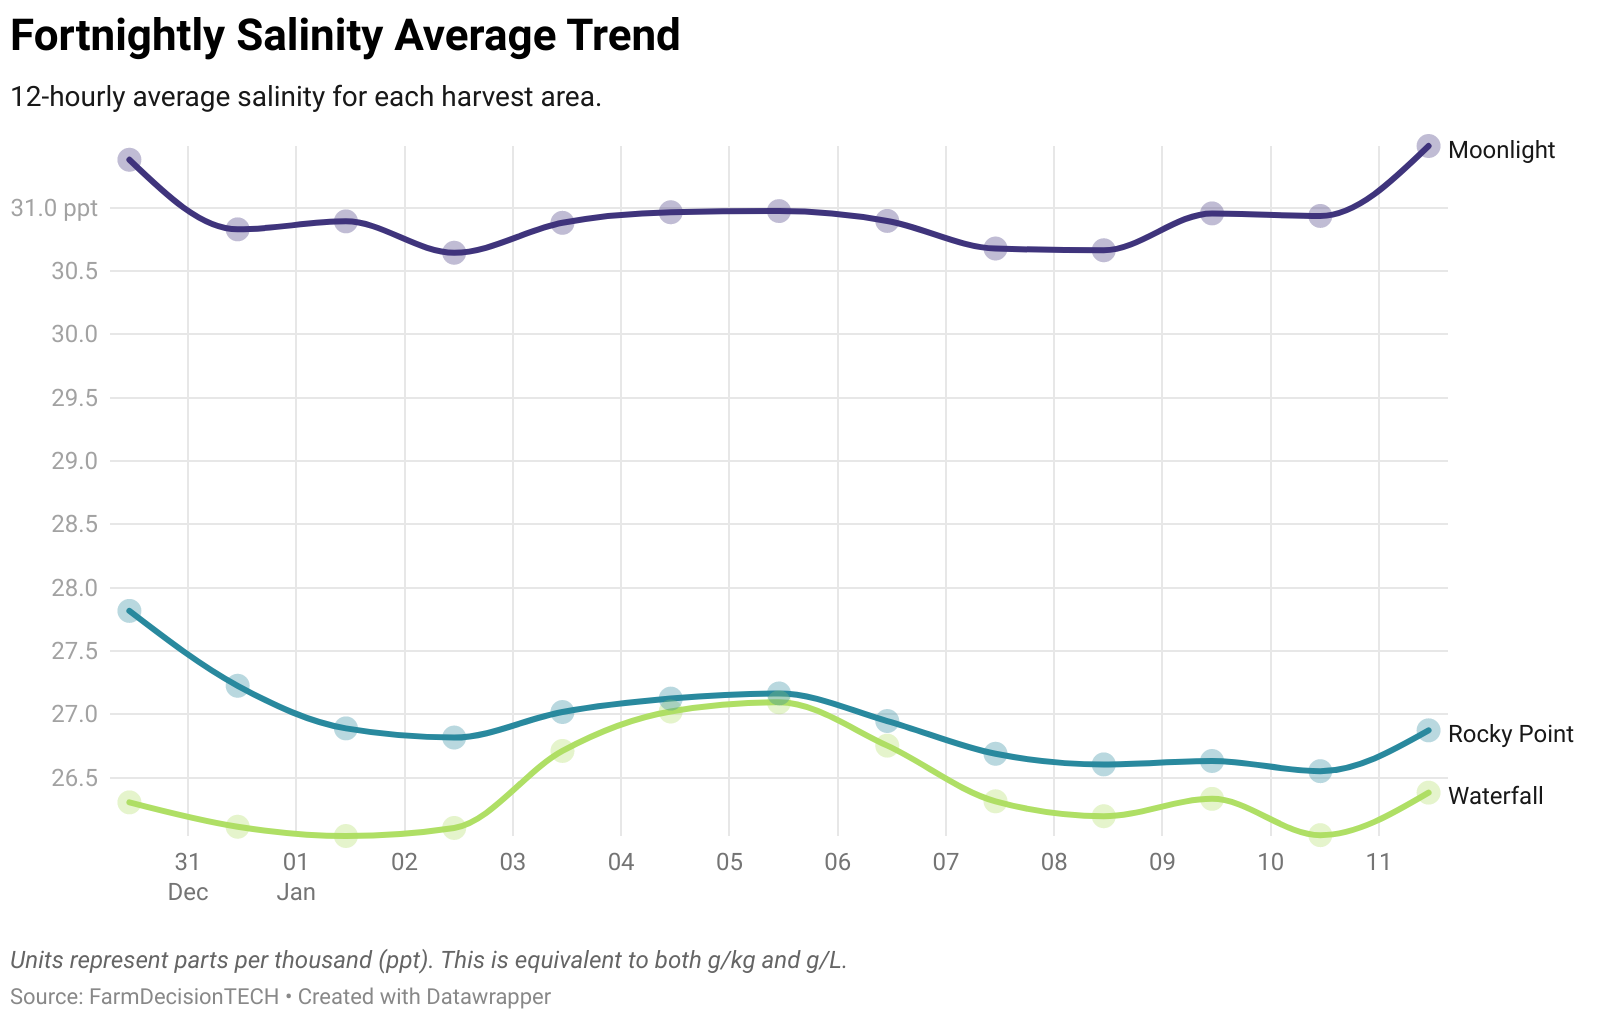 Fortnightly Salinity Average Trend
12-hourly average salinity for each harvest area.
Moonlight
31.0 ppt
30.5
30.0
29.5
29.0
28.5
28.0
27.5
27.0
Rocky Point
26.5
Waterfall
31 01 02 03 04 05 06 07 08 09 10 11
Dec Jan
Units represent parts per thousand (ppt). This is equivalent to both g/kg and g/L.
Source: FarmDecisionTECH • Created with Datawrapper